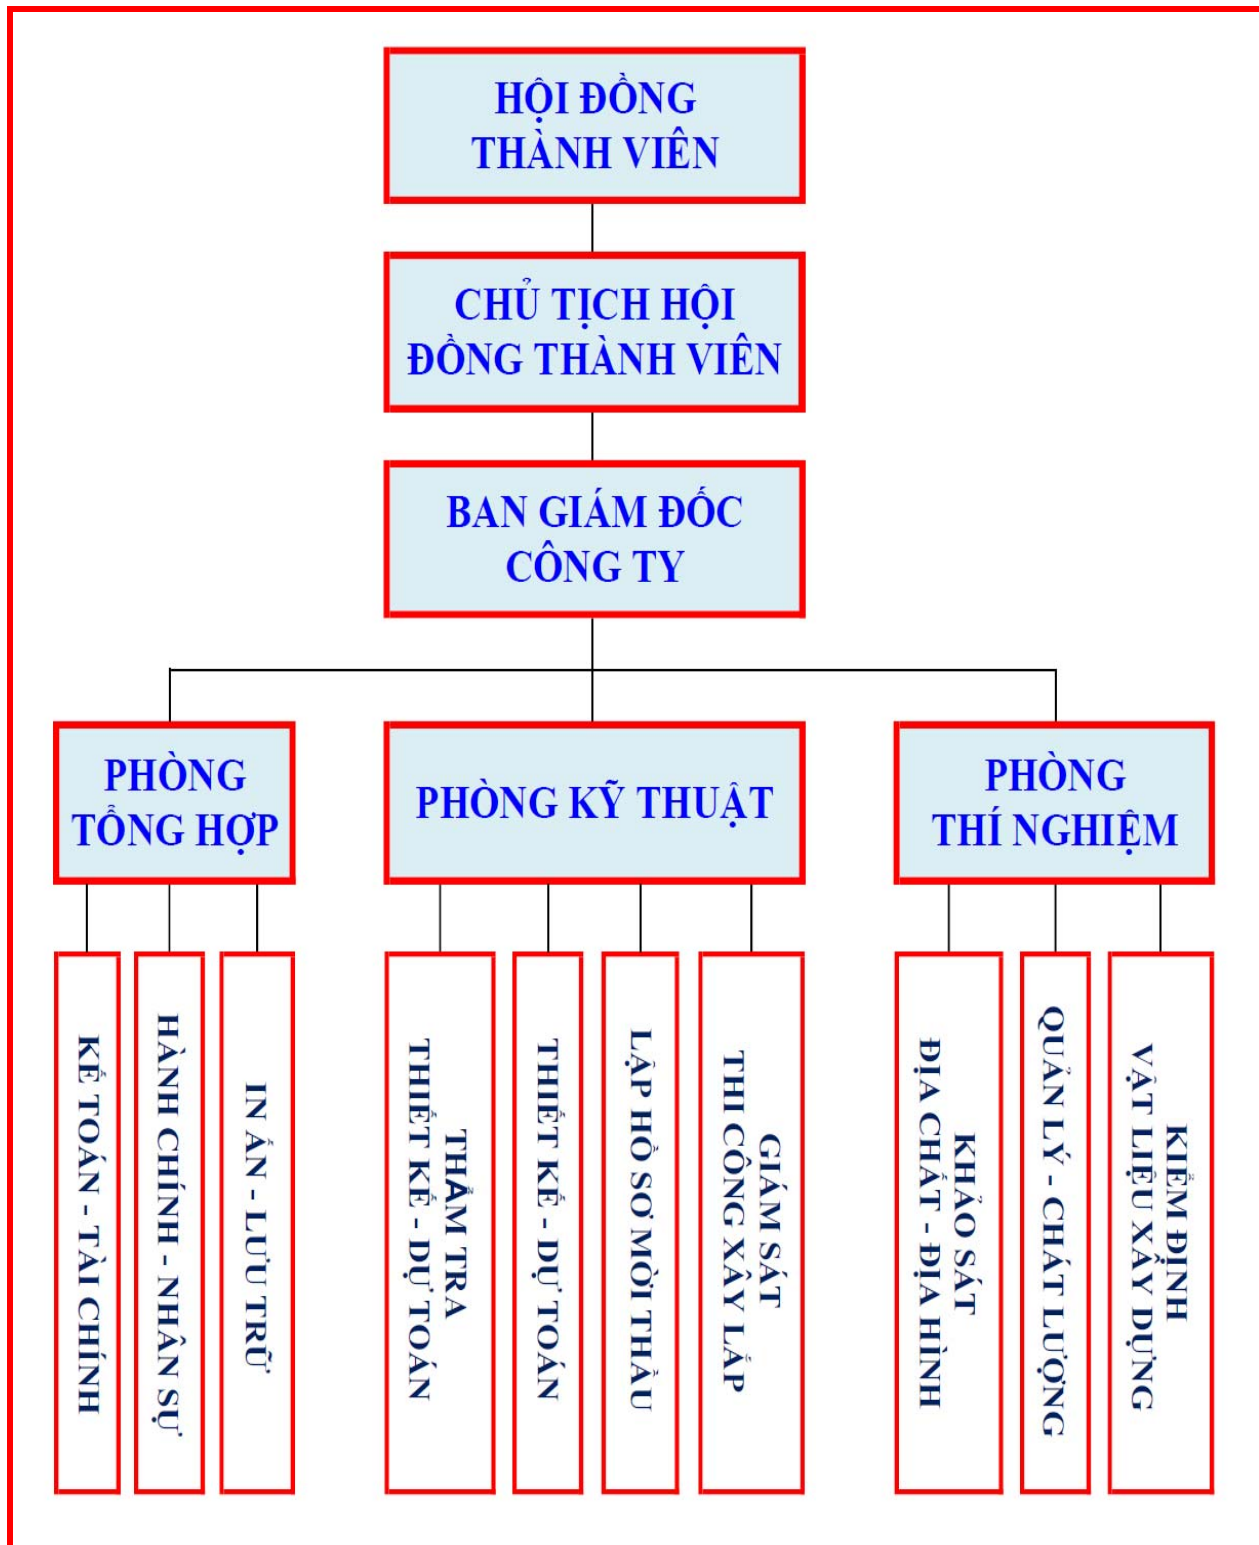 HỘI ĐỒNG
THÀNH VIÊN
CHỦ TỊCH HỘI
ĐỒNG THÀNH VIÊN
BAN GIÁM ĐỐC
CÔNG TY
PHÒNG
TỔNG HỢP
PHÒNG KỸ THUẬT
PHÒNG
THÍ NGHIỆM
KẾ TOÁN - TÀI CHÍNH
HÀNH CHÍNH - NHÂN SỰ
IN ẤN - LƯU TRỮ
THẨM TRA
THIẾT KẾ - DỰ TOÁN
THIẾT KẾ - DỰ TOÁN
LẬP HỒ SƠ MỜI THẦU
GIÁM SÁT
THI CÔNG XÂY LẮP
KHẢO SÁT
ĐỊA CHẤT - ĐỊA HÌNH
QUẢN LÝ - CHẤT LƯỢNG
KIỂM ĐỊNH
VẬT LIỆU XÂY DỰNG